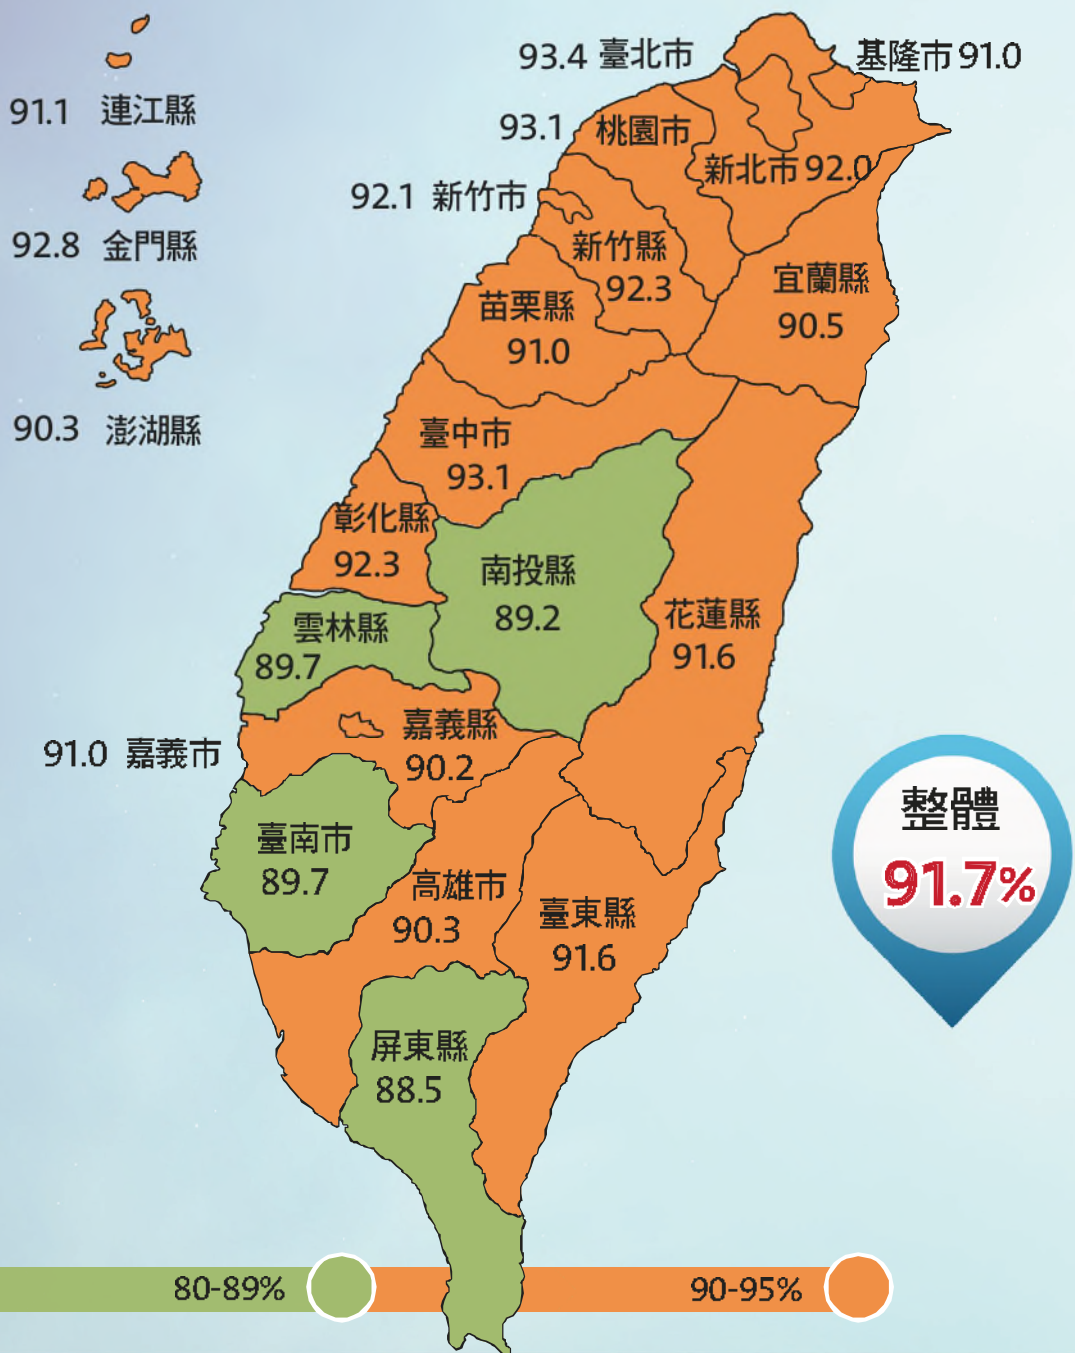 93.4 臺北市
基隆市 91.0
91.1 連江縣
93.1 桃園市
新北市 92.0
92.1 新竹市
92.8 金門縣
新竹縣
92.3
宜蘭縣
90.5
苗栗縣
91.0
90.3 澎湖縣
臺中市
93.1
彰化縣
92.3
南投縣
89.2
花蓮縣
91.6
雲林縣
89.7
嘉義縣
90.2
91.0 嘉義市
整體
91.7%
臺南市
89.7
高雄市
90.3
臺東縣
91.6
屏東縣
88.5
80-89%
90-95%